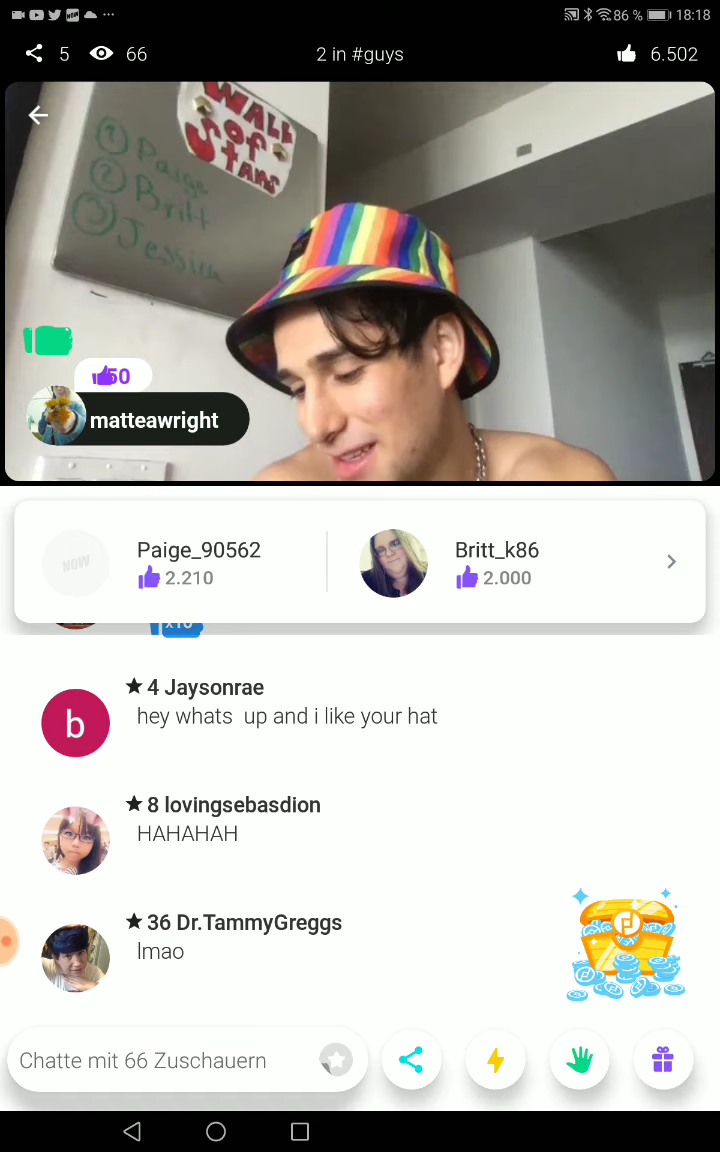 86 % 18:18
5 66 2 in #guys 6.502
WALL
OF
STARS
1 Paige
2 Britt
3 Jessica
50
matteawright
NOW
Paige_90562
2.210
Britt_k86
2.000
x10
4 Jaysonrae
b
hey whats up and i like your hat
8 lovingsebasdion
HAHAHAH
36 Dr.TammyGreggs
lmao
Chatte mit 66 Zuschauern